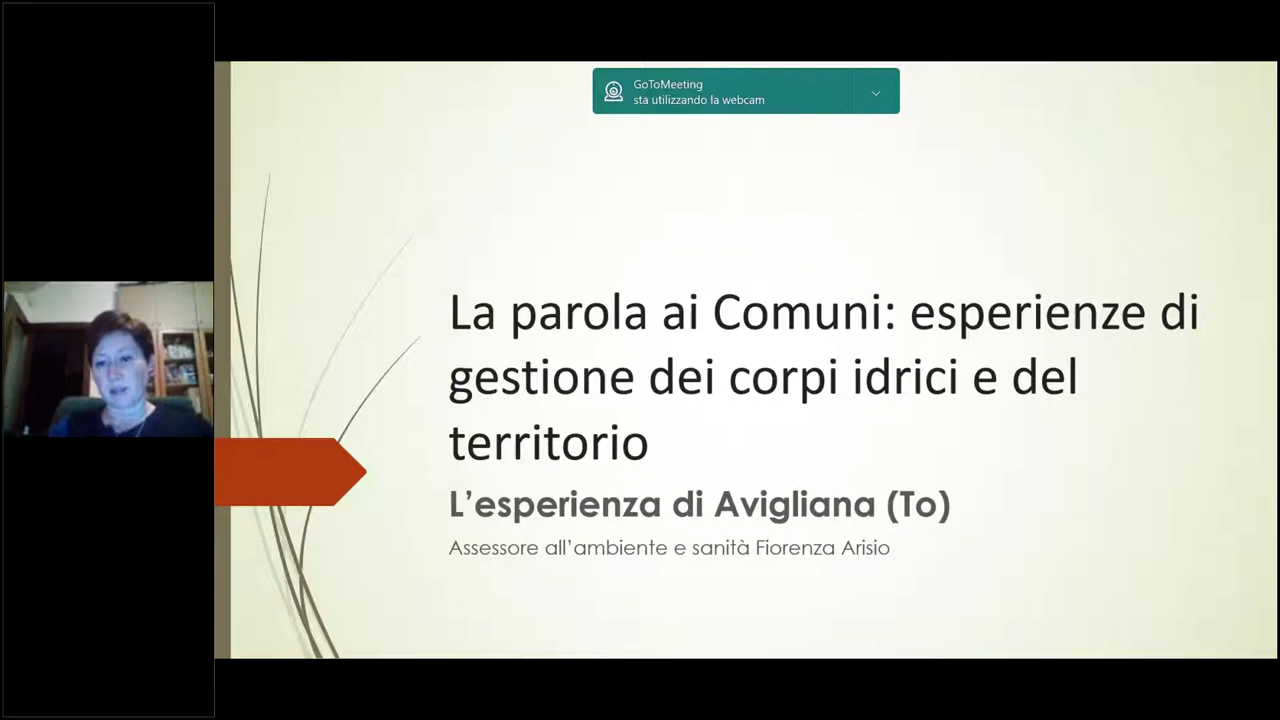 GoToMeeting
sta utilizzando la webcam
La parola ai Comuni: esperienze di
gestione dei corpi idrici e del
territorio
L’esperienza di Avigliana (To)
Assessore all’ambiente e sanità Fiorenza Arisio